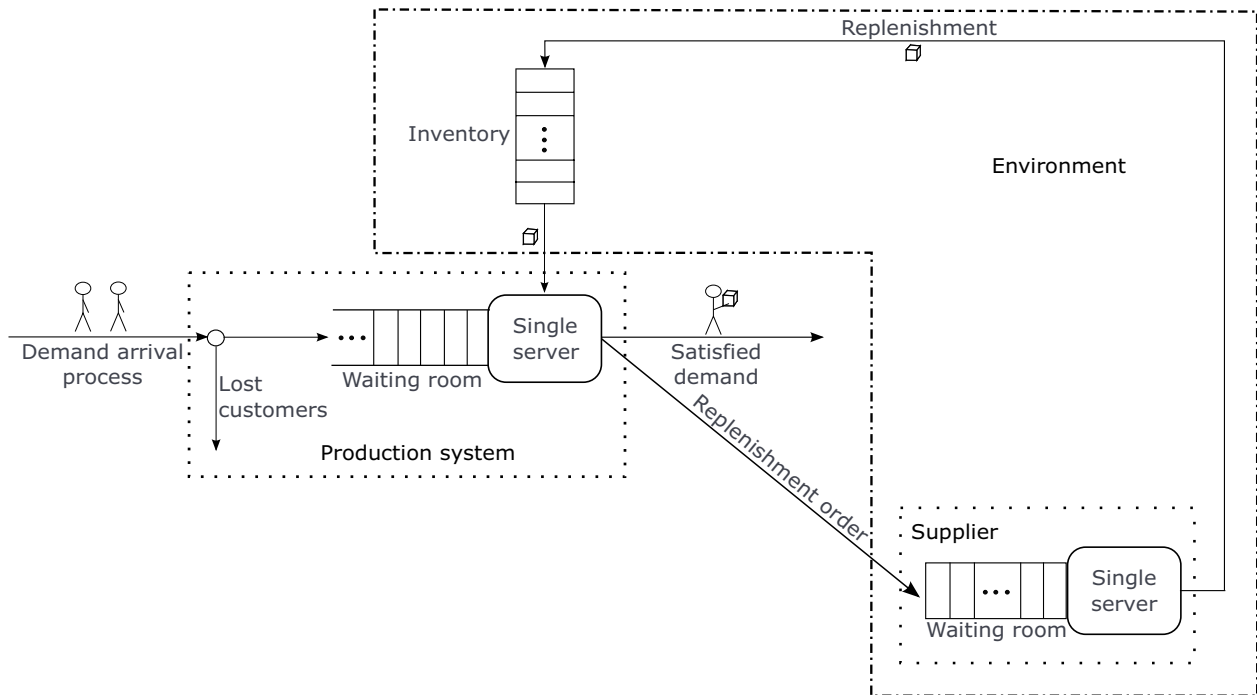 Replenishment
Inventory
Environment
Demand arrival
process
Lost
customers
Waiting room
Single
server
Satisfied
demand
Production system
Replenishment order
Supplier
Single
server
Waiting room